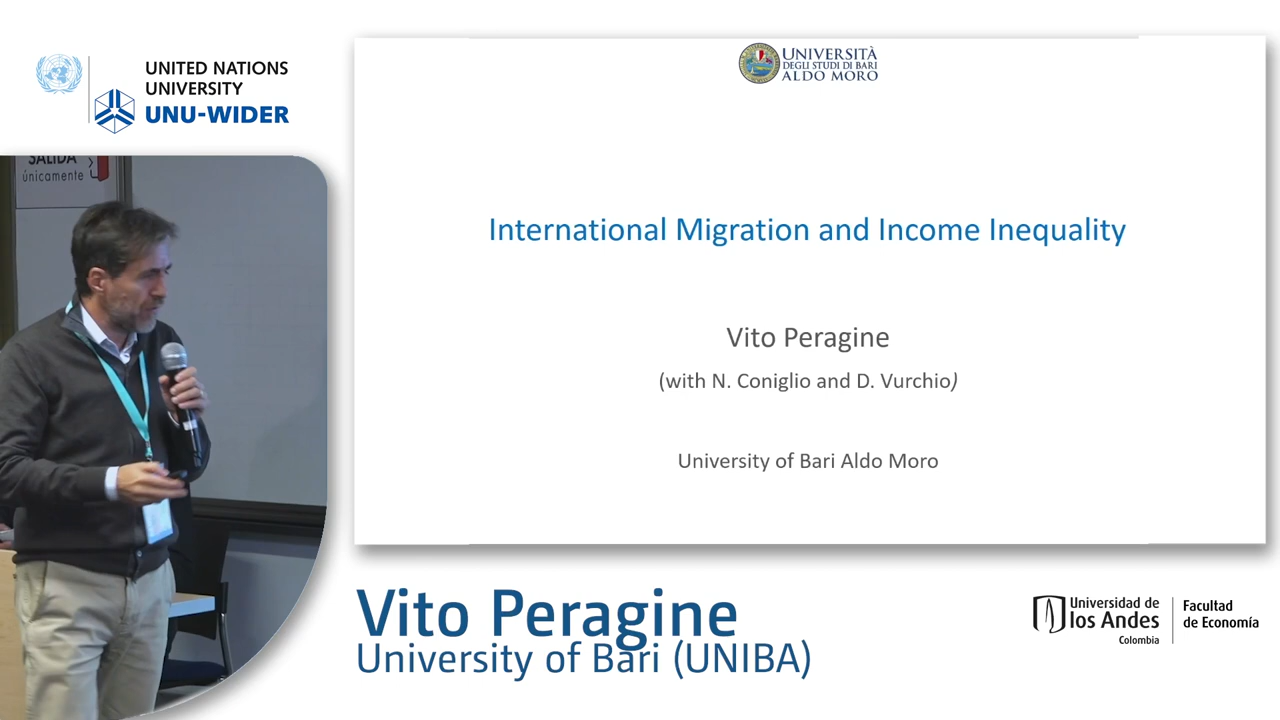 UNITED NATIONS
UNIVERSITY
UNU-WIDER
SALIDA
únicamente
UNIVERSITÀ
DEGLI STUDI DI BARI
ALDO MORO
International Migration and Income Inequality
Vito Peragine
(with N. Coniglio and D. Vurchio)
University of Bari Aldo Moro
Vito Peragine
University of Bari (UNIBA)
Universidad de
los Andes
Colombia
Facultad
de Economía